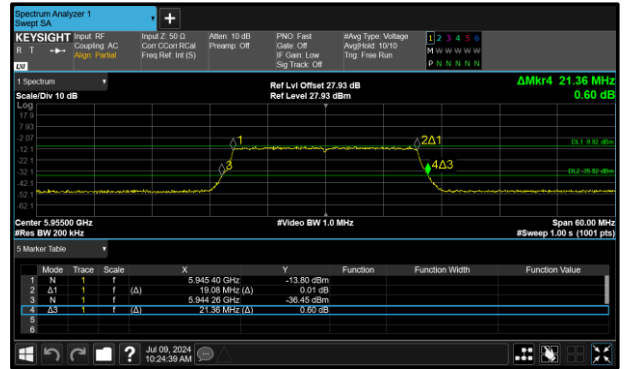 Spectrum Analyzer 1
Swept SA
+
KEYSIGHT Input: RF Input Z: 50 Ω Atten: 10 dB PNO: Fast #Avg Type: Voltage 1 2 3 4 5 6
R T Coupling: AC Corr CCorr RCal Preamp: Off Gate: Off Avg|Hold: 10/10 M W W W W W
Align: Partial Freq Ref: Int (S) IF Gain: Low Trig: Free Run P N N N N N
LXI Sig Track: Off
1 Spectrum
Ref Lvl Offset 27.93 dB ΔMkr4 21.36 MHz
Scale/Div 10 dB Ref Level 27.93 dBm 0.60 dB
Log
17.9
7.93
-2.07
1 2Δ1 DL1 -9.82 dBm
-12.1
-22.1
3 4Δ3
-32.1 DL2 -35.82 dBm
-42.1
-52.1
-62.1
Center 5.95500 GHz #Video BW 1.0 MHz Span 60.00 MHz
#Res BW 200 kHz #Sweep 1.00 s (1001 pts)
5 Marker Table
Mode Trace Scale X Y Function Function Width Function Value
1 N 1 f 5.945 40 GHz -13.80 dBm
2 Δ1 1 f (Δ) 19.08 MHz (Δ) 0.01 dB
3 N 1 f 5.944 26 GHz -36.45 dBm
4 Δ3 1 f (Δ) 21.36 MHz (Δ) 0.60 dB
5
6
? Jul 09, 2024
10:24:39 AM